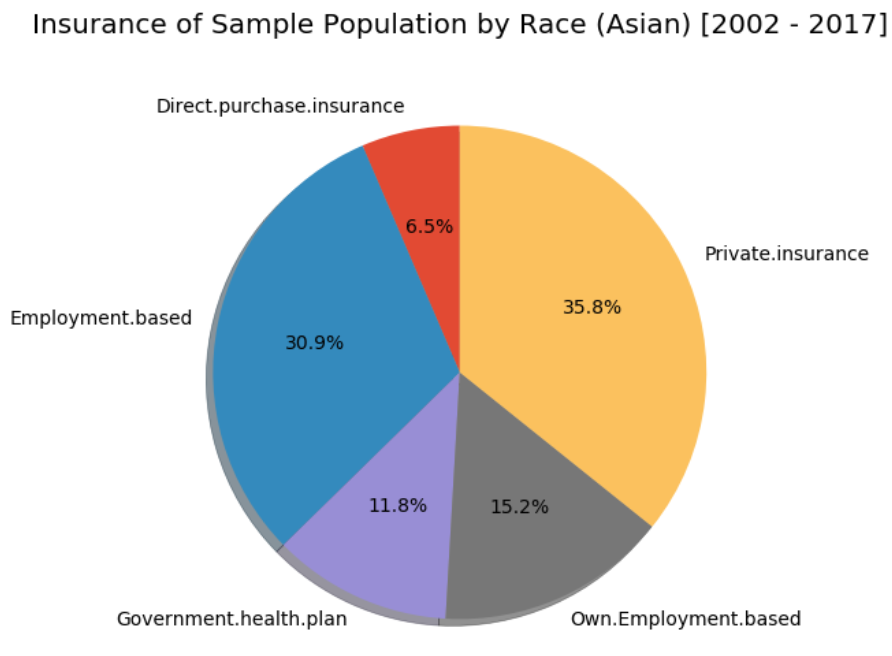 Insurance of Sample Population by Race (Asian) [2002 - 2017]
Direct.purchase.insurance
6.5%
Private.insurance
35.8%
Employment.based
30.9%
11.8%
15.2%
Government.health.plan
Own.Employment.based